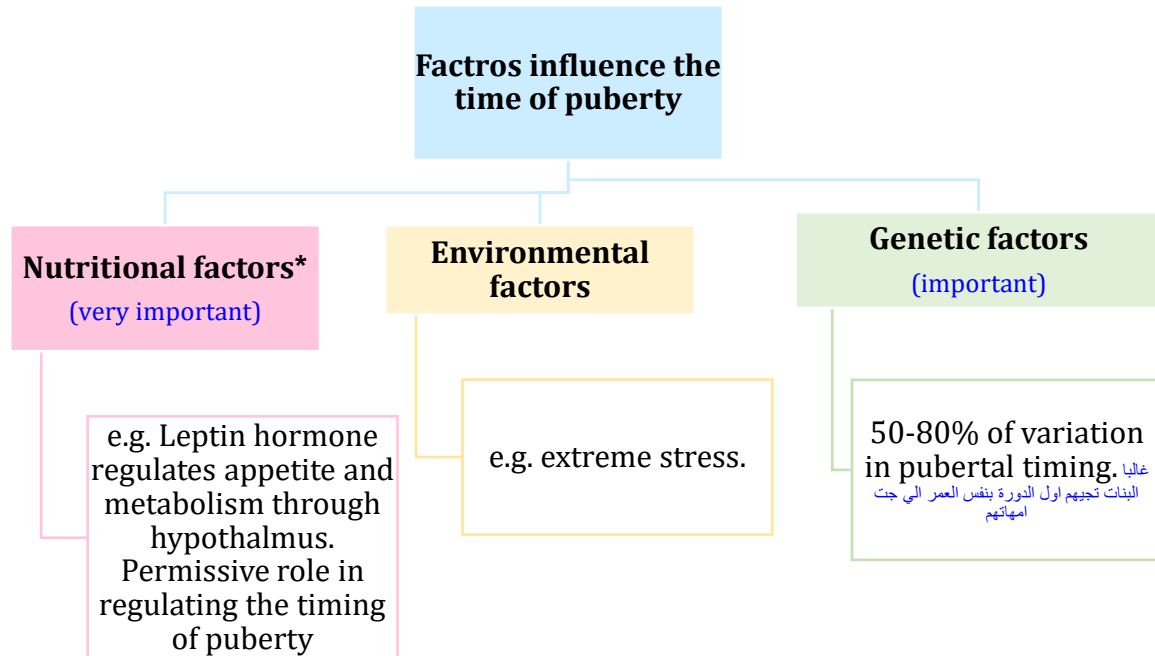 Factros influence the
time of puberty
Nutritional factors*
(very important)
e.g. Leptin hormone
regulates appetite and
metabolism through
hypothalmus.
Permissive role in
regulating the timing
of puberty
Environmental
factors
e.g. extreme stress.
Genetic factors
(important)
50-80% of variation
in pubertal timing. غالبا
البنات تجيهم اول الدورة بنفس العمر الي جت
امهاتهم